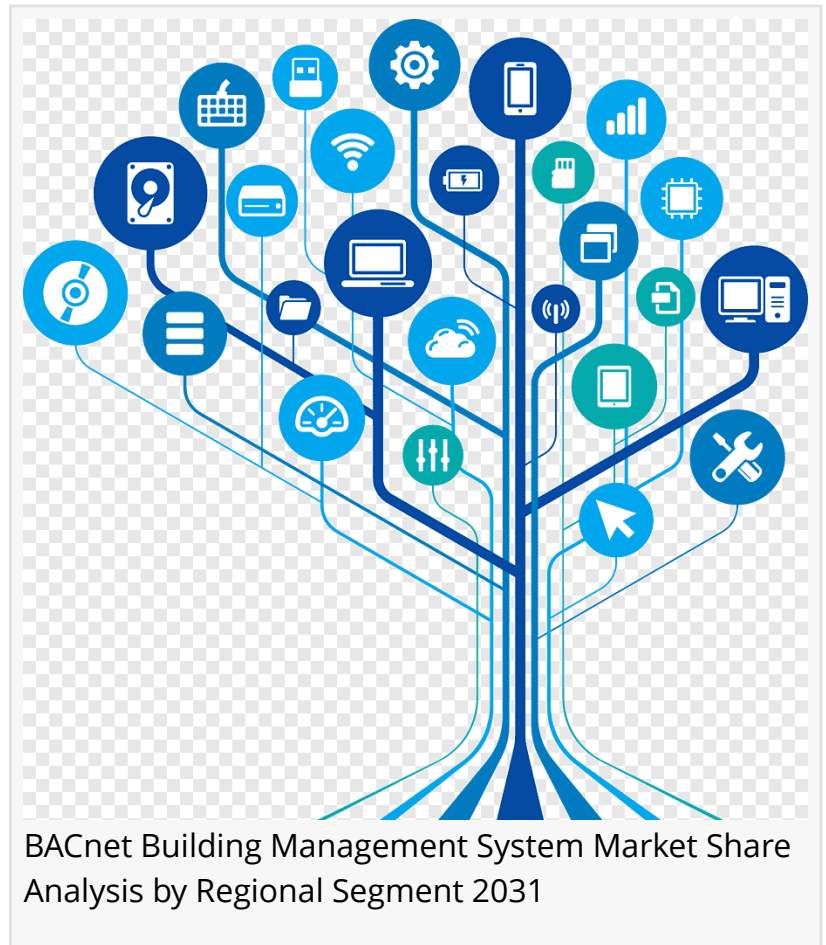 BACnet Building Management System Market Share
Analysis by Regional Segment 2031